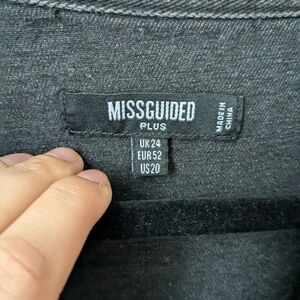 MISSGUIDED
PLUS
MADE IN
CHINA
UK 24
EUR 52
US 20